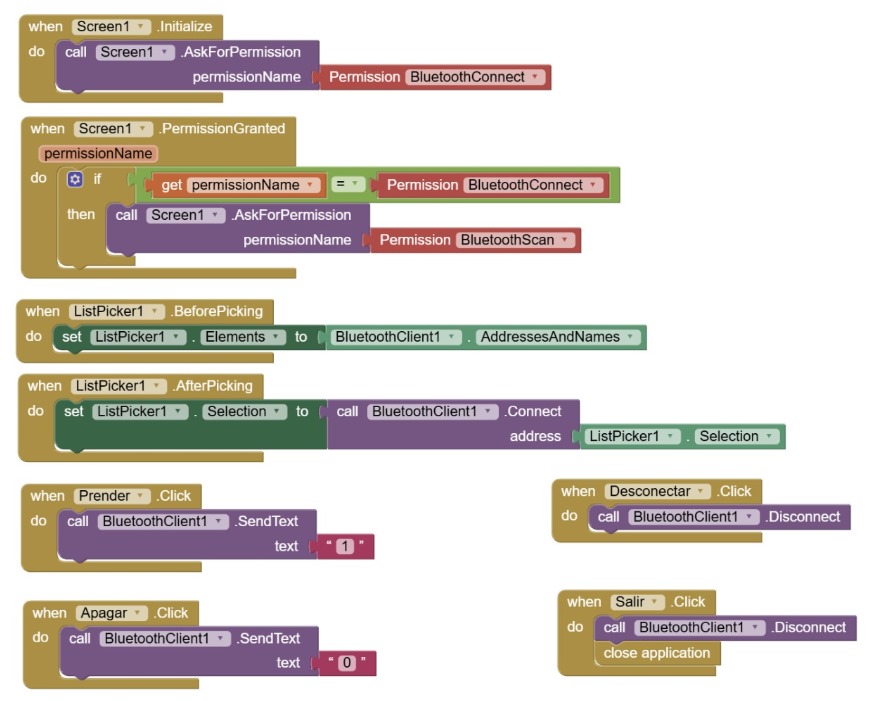 when Screen1 .Initialize
do call Screen1 .AskForPermission
permissionName Permission BluetoothConnect
when Screen1 .PermissionGranted
permissionName
do if get permissionName = Permission BluetoothConnect
then call Screen1 .AskForPermission
permissionName Permission BluetoothScan
when ListPicker1 .BeforePicking
do set ListPicker1 . Elements to BluetoothClient1 . AddressesAndNames
when ListPicker1 .AfterPicking
do set ListPicker1 . Selection to call BluetoothClient1 .Connect
address ListPicker1 . Selection
when Prender .Click
do call BluetoothClient1 .SendText
text “ 1 ”
when Desconectar .Click
do call BluetoothClient1 .Disconnect
when Apagar .Click
do call BluetoothClient1 .SendText
text “ 0 ”
when Salir .Click
do call BluetoothClient1 .Disconnect
close application